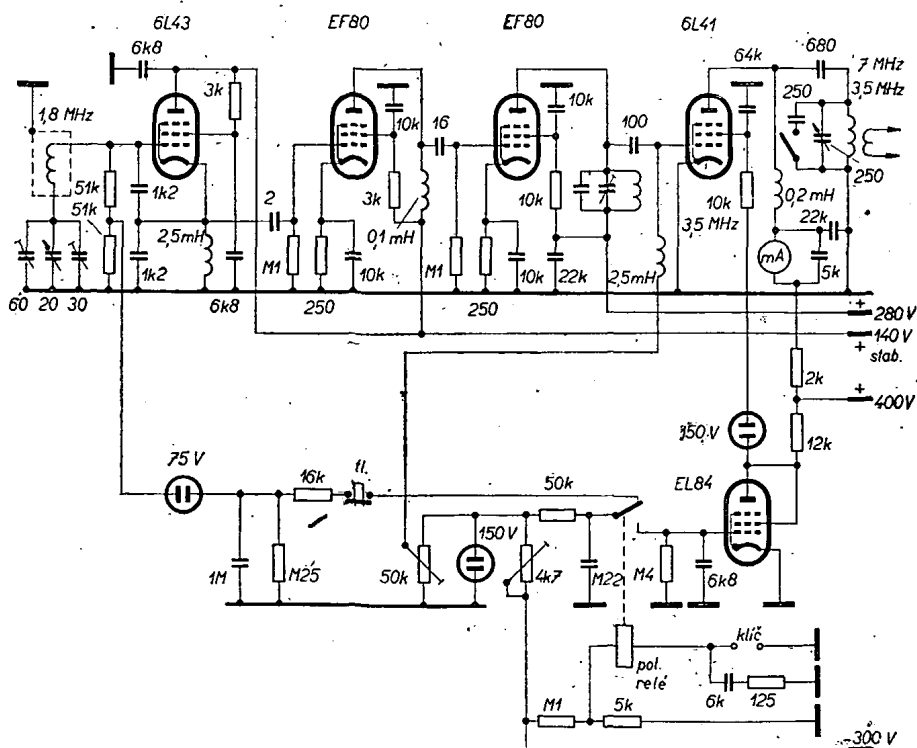 6L43
EF80
EF80
6L41
6k8
3k
10k
10k
64k
680
7 MHz
3,5 MHz
250
1,8 MHz
16
100
51k
1k2
3k
10k
10k
0,2 mH
250
51k
2
3,5 MHz
22k
2,5mH
0,1 mH
mA
5k
1k2
M1
10k
M1
10k
22k
2,5mH
60
20
30
6k8
250
250
+
280V
140V
+
stab.
2k
+
400V
12k
75 V
16k
tl.
50k
EL84
150V
1M
M25
50k
4k7
M22
M4
6k8
klíč
pol.
relé
6k
125
M1
5k
-300 V